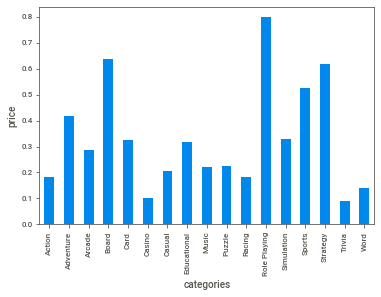 0.8
0.7
0.6
0.5
0.4
0.3
0.2
0.1
0.0
price
Action
Adventure
Arcade
Board
Card
Casino
Casual
Educational
Music
Puzzle
Racing
Role Playing
Simulation
Sports
Strategy
Trivia
Word
categories